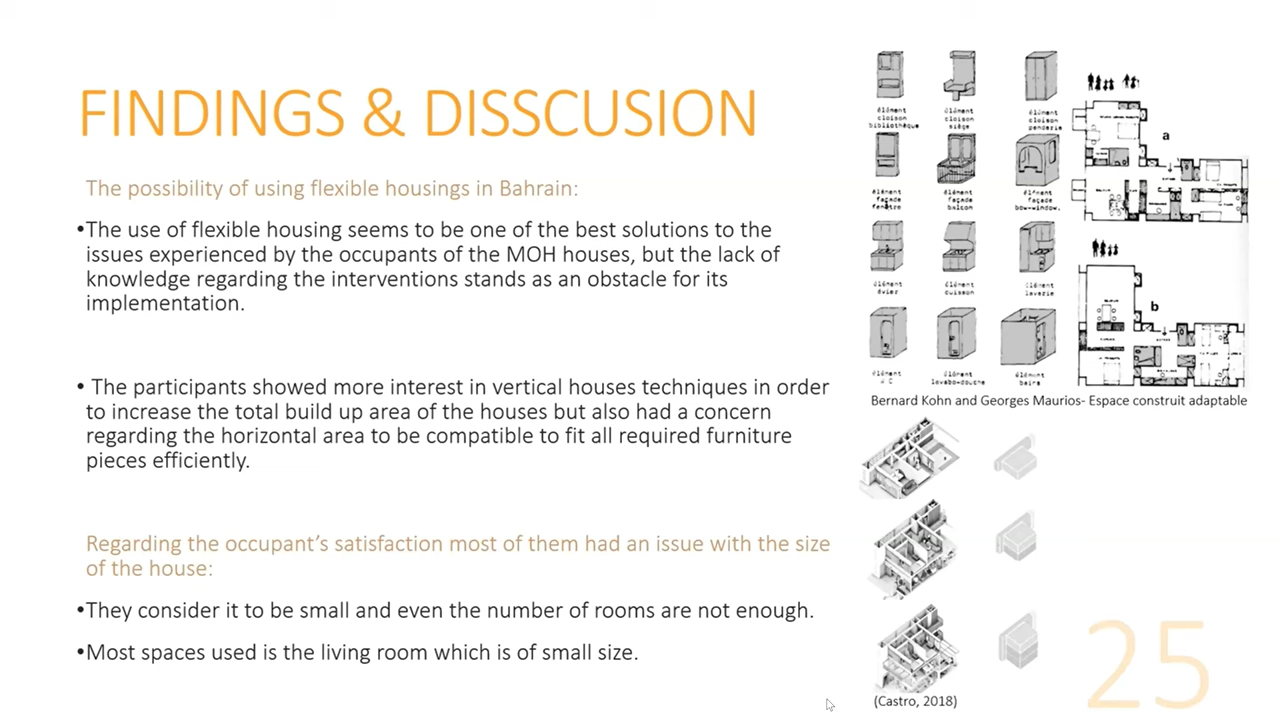 FINDINGS & DISSCUSION
The possibility of using flexible housings in Bahrain:
•The use of flexible housing seems to be one of the best solutions to the
issues experienced by the occupants of the MOH houses, but the lack of
knowledge regarding the interventions stands as an obstacle for its
implementation.
• The participants showed more interest in vertical houses techniques in order
to increase the total build up area of the houses but also had a concern
regarding the horizontal area to be compatible to fit all required furniture
pieces efficiently.
Regarding the occupant's satisfaction most of them had an issue with the size
of the house:
•They consider it to be small and even the number of rooms are not enough.
•Most spaces used is the living room which is of small size.
élément
cloison
bibliothèque
élément
cloison
siège
élément
cloison
penderie
élément
façade
fenêtre
élément
façade
balcon
élément
façade
bow-window.
élément
évier
élément
cuisson
élément
laverie
élément
élément
lavabo-douche
élément
bains
a
b
Bernard Kohn and Georges Maurios- Espace construit adaptable
(Castro, 2018)
25